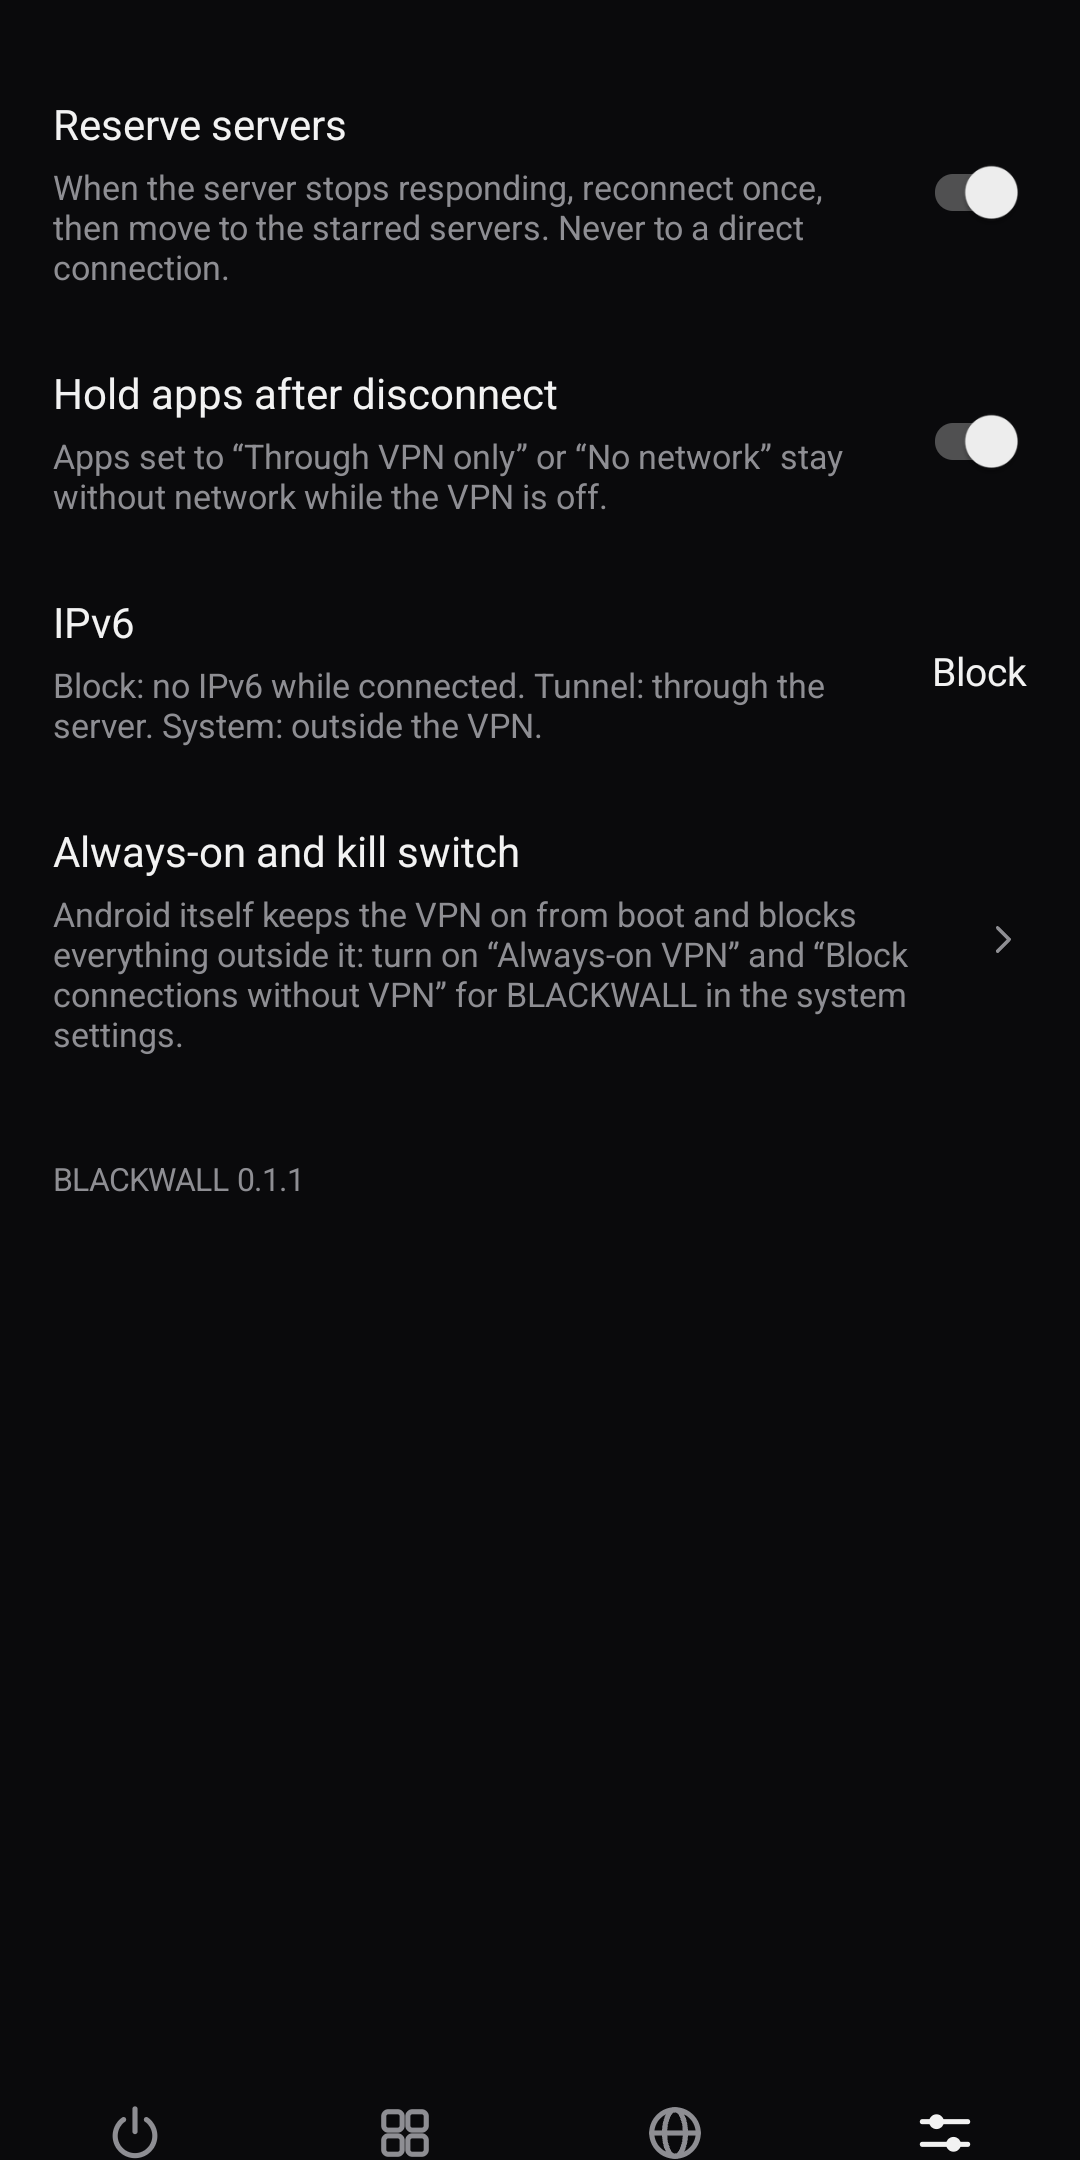 Reserve servers
When the server stops responding, reconnect once,
then move to the starred servers. Never to a direct
connection.
Hold apps after disconnect
Apps set to “Through VPN only” or “No network” stay
without network while the VPN is off.
IPv6
Block: no IPv6 while connected. Tunnel: through the
server. System: outside the VPN.
Block
Always-on and kill switch
Android itself keeps the VPN on from boot and blocks
everything outside it: turn on “Always-on VPN” and “Block
connections without VPN” for BLACKWALL in the system
settings.
BLACKWALL 0.1.1